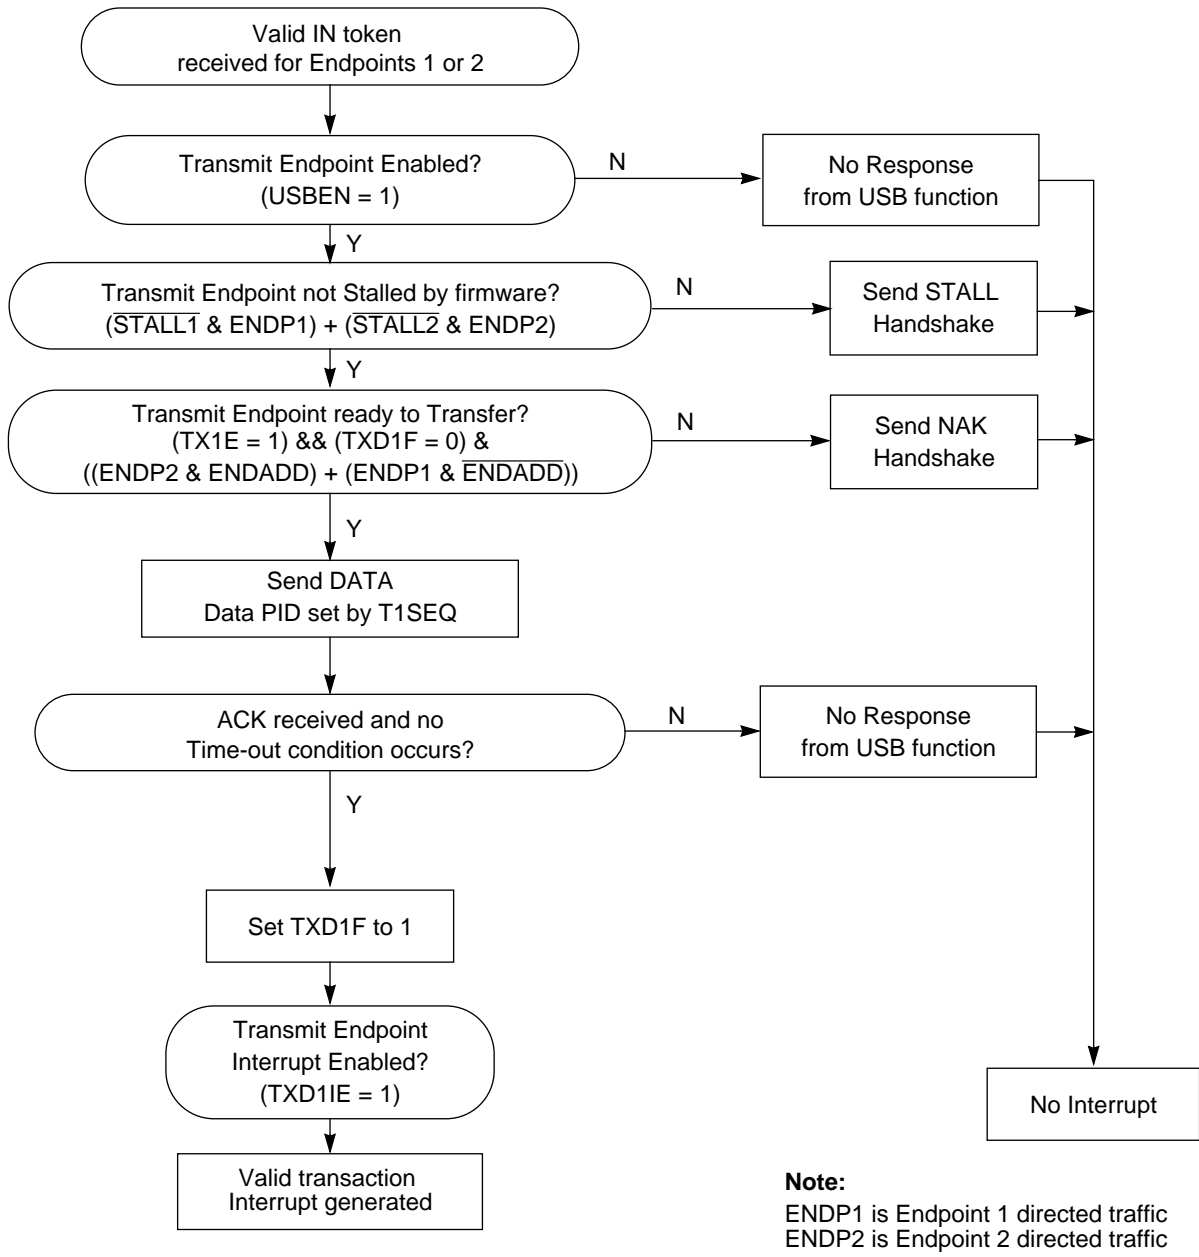 Valid IN token
received for Endpoints 1 or 2
Transmit Endpoint Enabled?
(USBEN = 1)
N
No Response
from USB function
Y
Transmit Endpoint not Stalled by firmware?
(S̅T̅A̅L̅L̅1̅ & ENDP1) + (S̅T̅A̅L̅L̅2̅ & ENDP2)
N
Send STALL
Handshake
Y
Transmit Endpoint ready to Transfer?
(TX1E = 1) && (TXD1F = 0) &
((ENDP2 & ENDADD) + (ENDP1 & E̅N̅D̅A̅D̅D̅))
N
Send NAK
Handshake
Y
Send DATA
Data PID set by T1SEQ
ACK received and no
Time-out condition occurs?
N
No Response
from USB function
Y
Set TXD1F to 1
Transmit Endpoint
Interrupt Enabled?
(TXD1IE = 1)
No Interrupt
Valid transaction
Interrupt generated
Note:
ENDP1 is Endpoint 1 directed traffic
ENDP2 is Endpoint 2 directed traffic